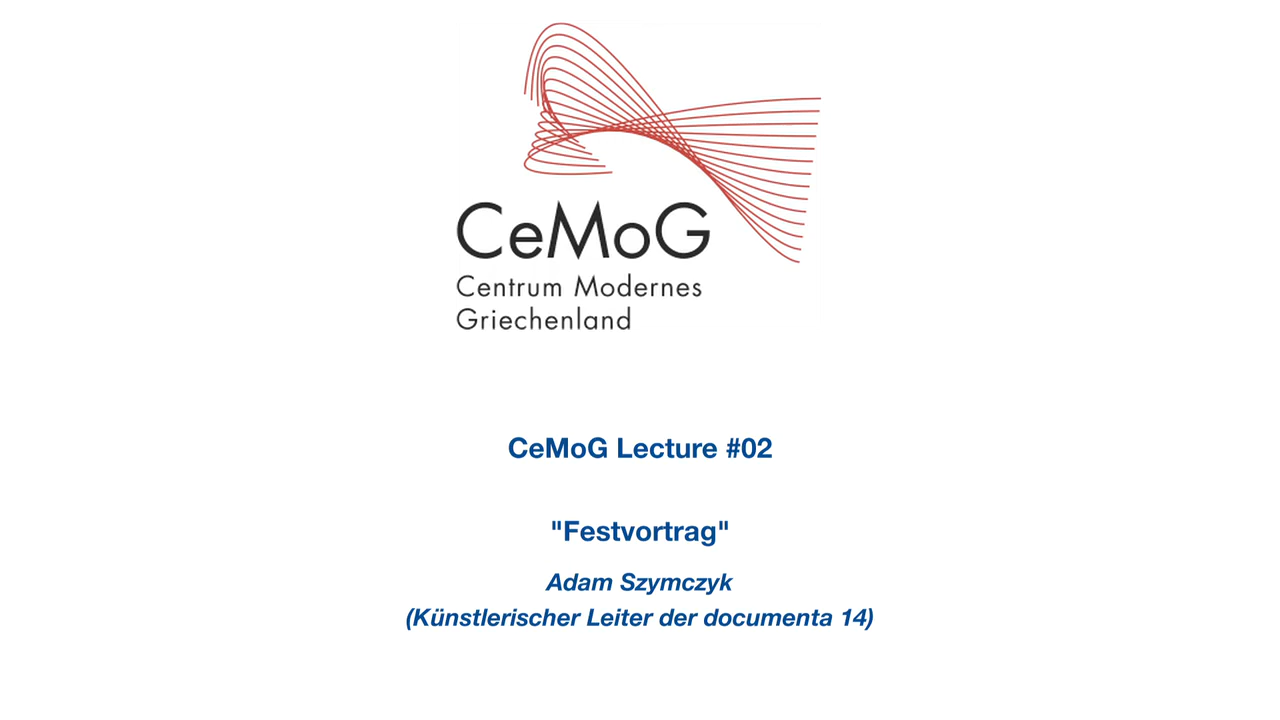 CeMoG
Centrum Modernes
Griechenland
CeMoG Lecture #02
"Festvortrag"
Adam Szymczyk
(Künstlerischer Leiter der documenta 14)